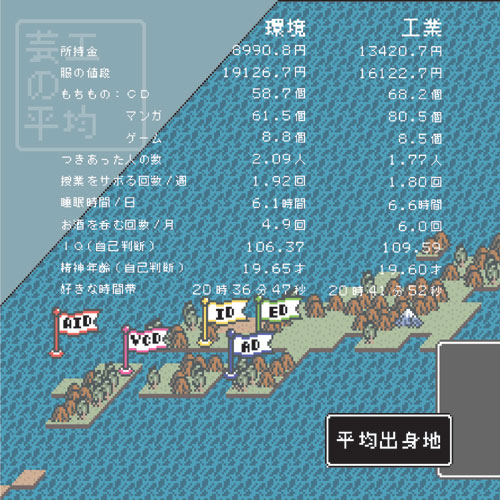 芸工
の
平均
環境 工業
所持金 8990.8円 13420.7円
服の値段 19126.7円 16122.7円
もちもの：CD 58.7個 68.2個
マンガ 61.5個 80.5個
ゲーム 8.8個 8.5個
つきあった人の数 2.09人 1.77人
授業をサボる回数/週 1.92回 1.80回
睡眠時間/日 6.1時間 6.6時間
お酒を呑む回数/月 4.9回 6.0回
IQ(自己判断) 106.37 109.59
精神年齢(自己判断) 19.65才 19.60才
好きな時間帯 20時36分47秒 20時41分52秒
AID
VCD
ID
ED
AD
平均出身地